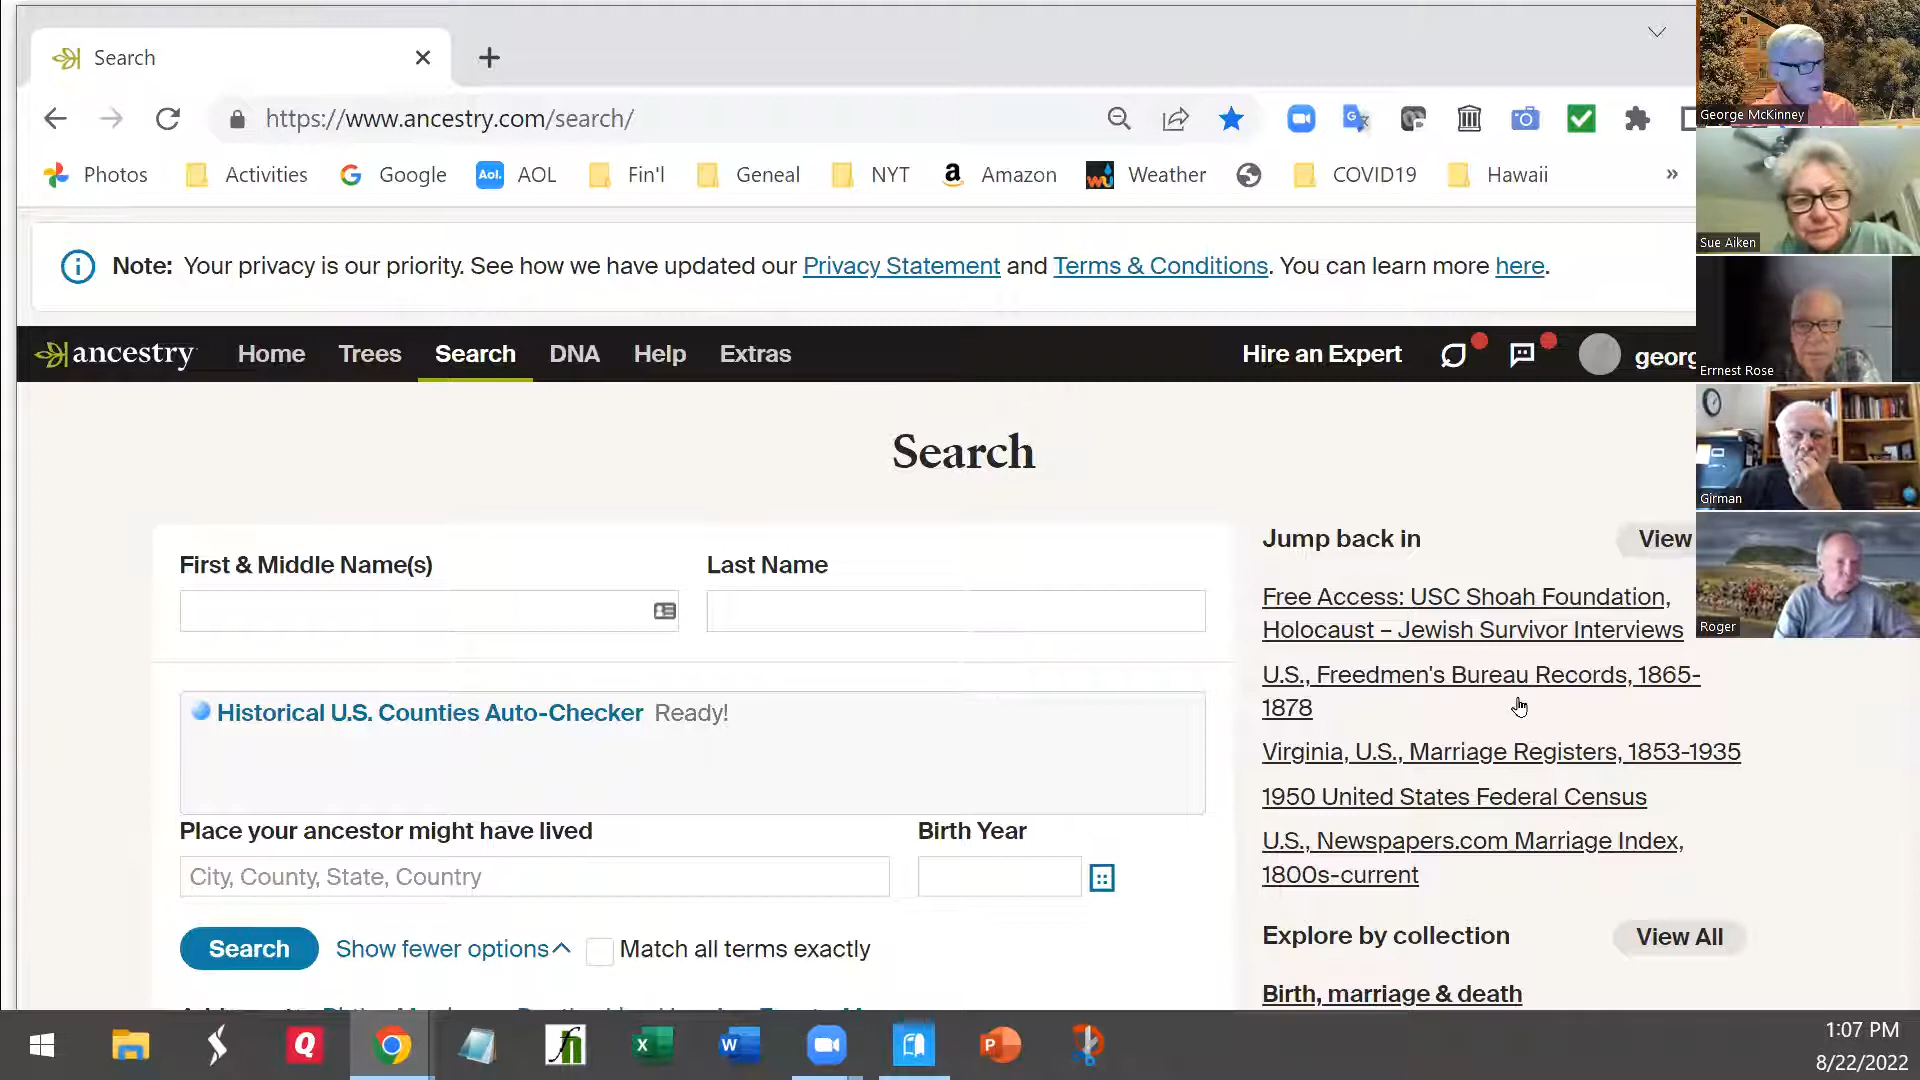 Search
https://www.ancestry.com/search/
Photos Activities Google Aol. AOL Fin'l Geneal NYT Amazon Weather COVID19 Hawaii »
Note: Your privacy is our priority. See how we have updated our Privacy Statement and Terms & Conditions. You can learn more here.
ancestry Home Trees Search DNA Help Extras Hire an Expert georg
Search
First & Middle Name(s) Last Name
Historical U.S. Counties Auto-Checker Ready!
Place your ancestor might have lived Birth Year
City, County, State, Country
Search Show fewer options Match all terms exactly
Jump back in View
Free Access: USC Shoah Foundation,
Holocaust – Jewish Survivor Interviews
U.S., Freedmen's Bureau Records, 1865-
1878
Virginia, U.S., Marriage Registers, 1853-1935
1950 United States Federal Census
U.S., Newspapers.com Marriage Index,
1800s-current
Explore by collection View All
Birth, marriage & death
George McKinney
Sue Aiken
Errnest Rose
Girman
Roger
1:07 PM
8/22/2022